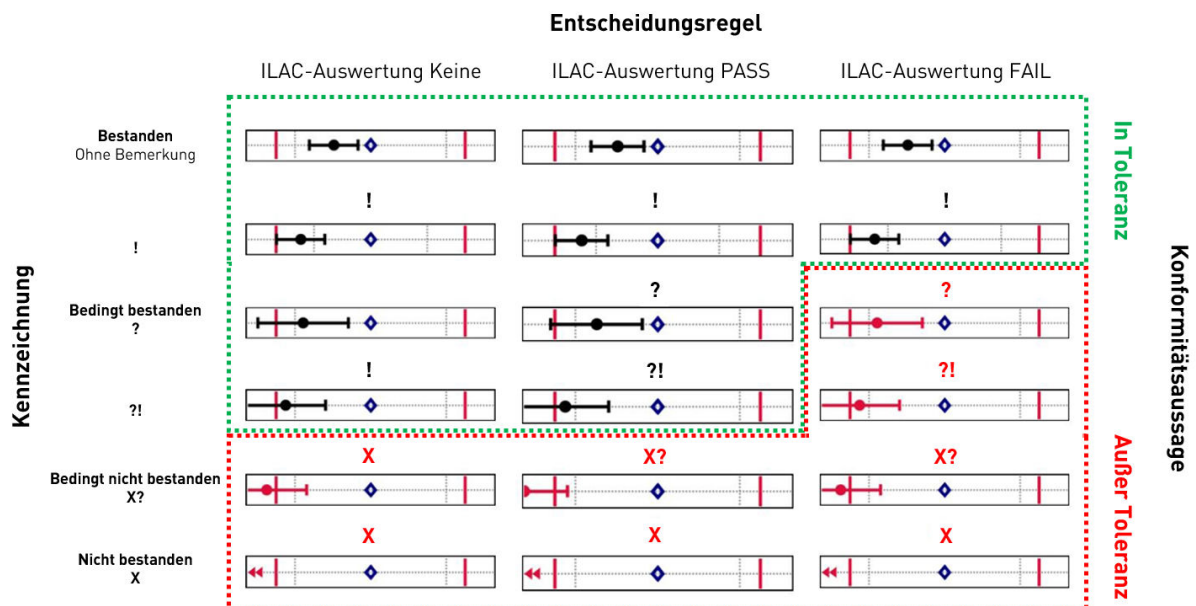 Entscheidungsregel
ILAC-Auswertung Keine
ILAC-Auswertung PASS
ILAC-Auswertung FAIL
Kennzeichnung
Bestanden
Ohne Bemerkung
! ! !
!
Bedingt bestanden
?
? ?
! ?! ?!
?!
X X? X?
Bedingt nicht bestanden
X?
X X X
Nicht bestanden
X
In Toleranz
Außer Toleranz
Konformitätsaussage